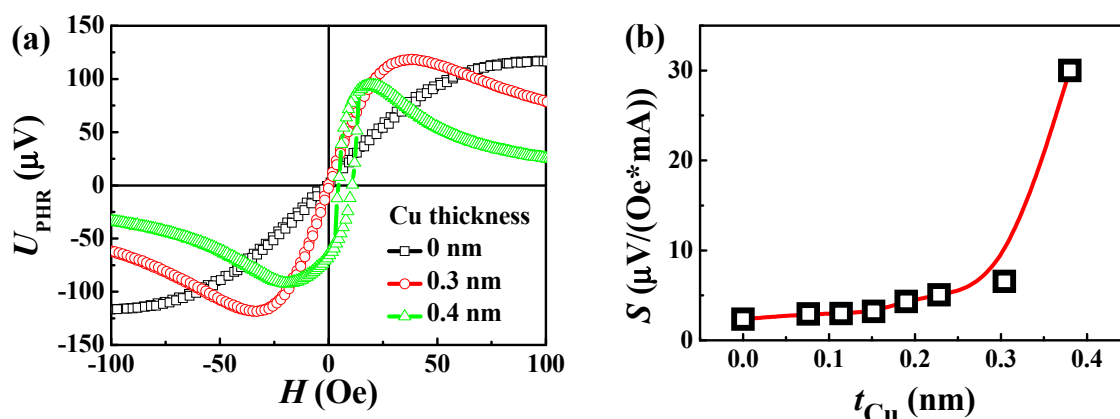 (a)
150
100
50
0
-50
-100
-150
U_PHR (µV)
-100
-50
0
50
100
H (Oe)
Cu thickness
0 nm
0.3 nm
0.4 nm
(b)
30
20
10
0
S (µV/(Oe*mA))
0.0
0.1
0.2
0.3
0.4
t_Cu (nm)